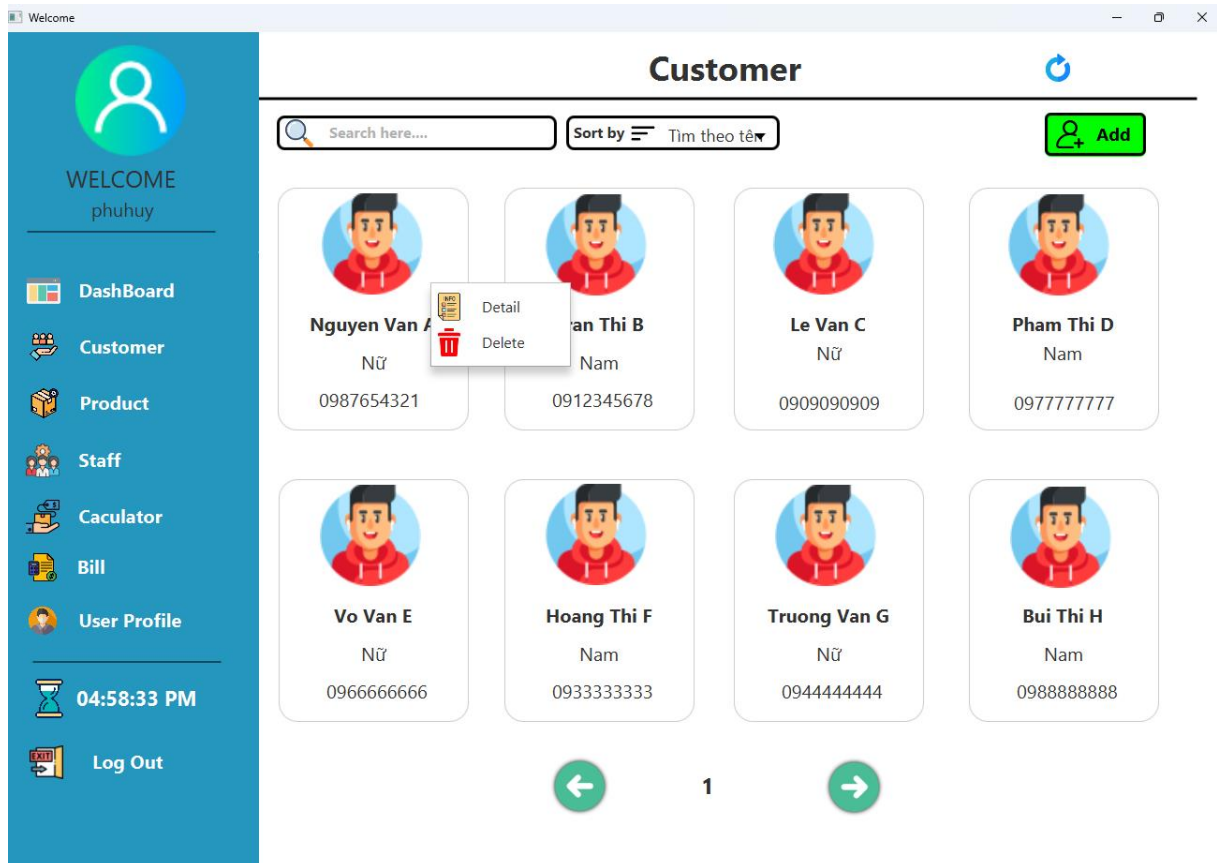 Welcome
WELCOME
phuhuy
DashBoard
Customer
Product
Staff
Caculator
Bill
User Profile
04:58:33 PM
EXIT
Log Out
Customer
Search here....
Sort by
Tìm theo tên
Add
Nguyen Van A
Nữ
0987654321
INFO
Detail
Delete
ran Thi B
Nam
0912345678
Le Van C
Nữ
0909090909
Pham Thi D
Nam
0977777777
Vo Van E
Nữ
0966666666
Hoang Thi F
Nam
0933333333
Truong Van G
Nữ
0944444444
Bui Thi H
Nam
0988888888
1